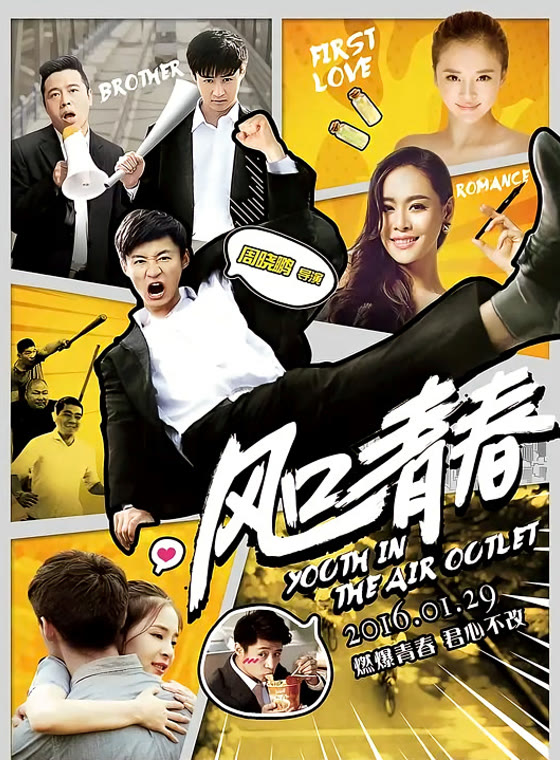 BROTHER
FIRST
LOVE
ROMANCE
周晓鹏 导演
风口青春
YOUTH IN
THE AIR OUTLET
2016.01.29
燃爆青春 君心不改